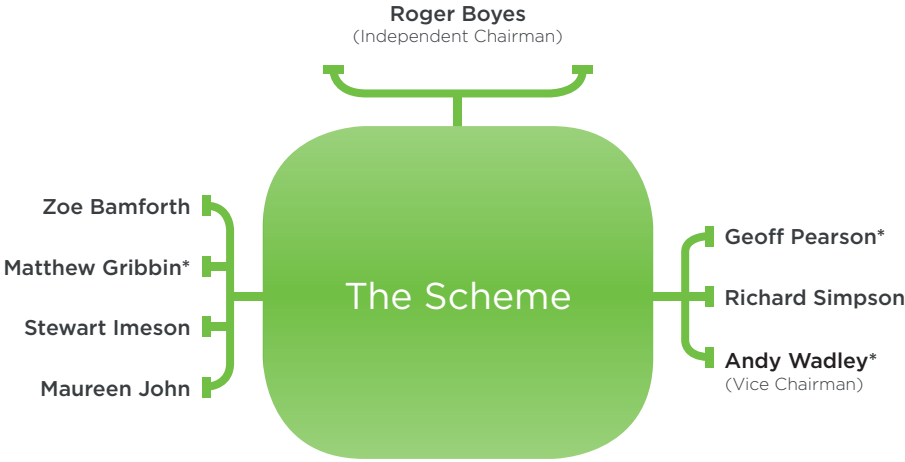 Roger Boyes
(Independent Chairman)
Zoe Bamforth
Matthew Gribbin*
Stewart Imeson
Maureen John
The Scheme
Geoff Pearson*
Richard Simpson
Andy Wadley*
(Vice Chairman)